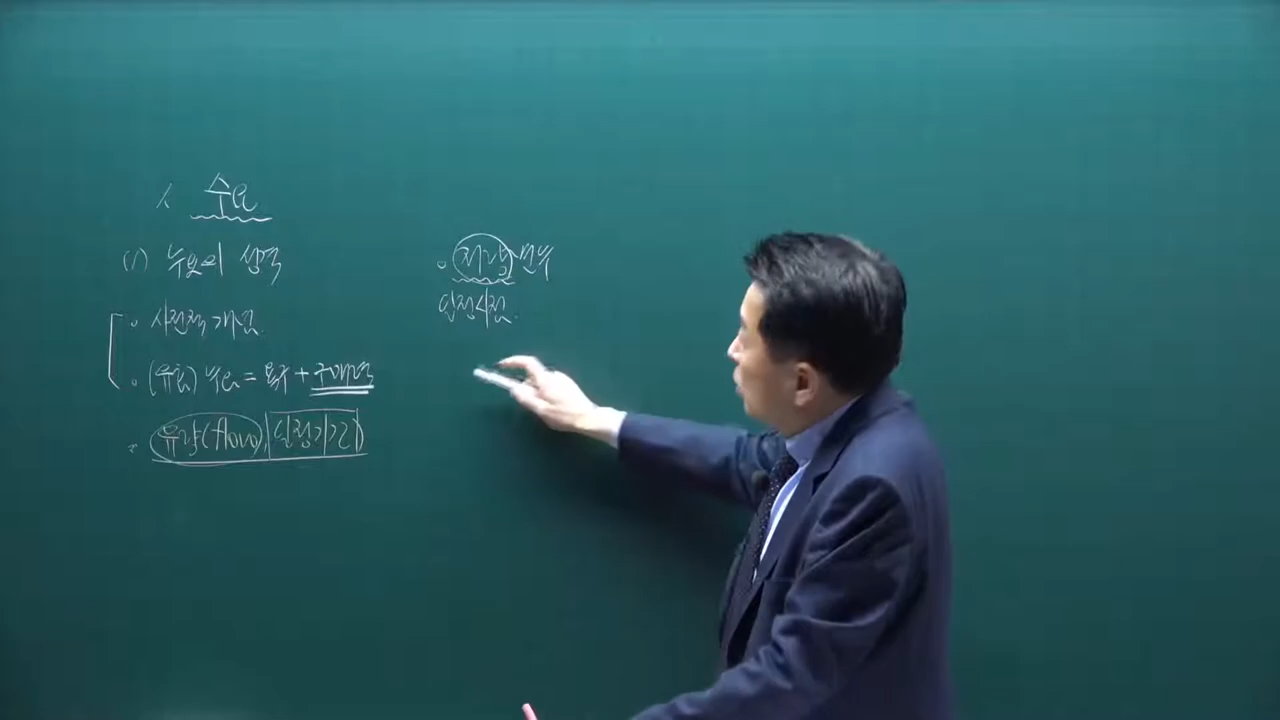 1. 수요
(1) 수요의 성격
• 사전적 개념
• (유효) 수요 = 욕구 + 구매력
• 유량(flow), 일정기간
• 저량변수
일정시점